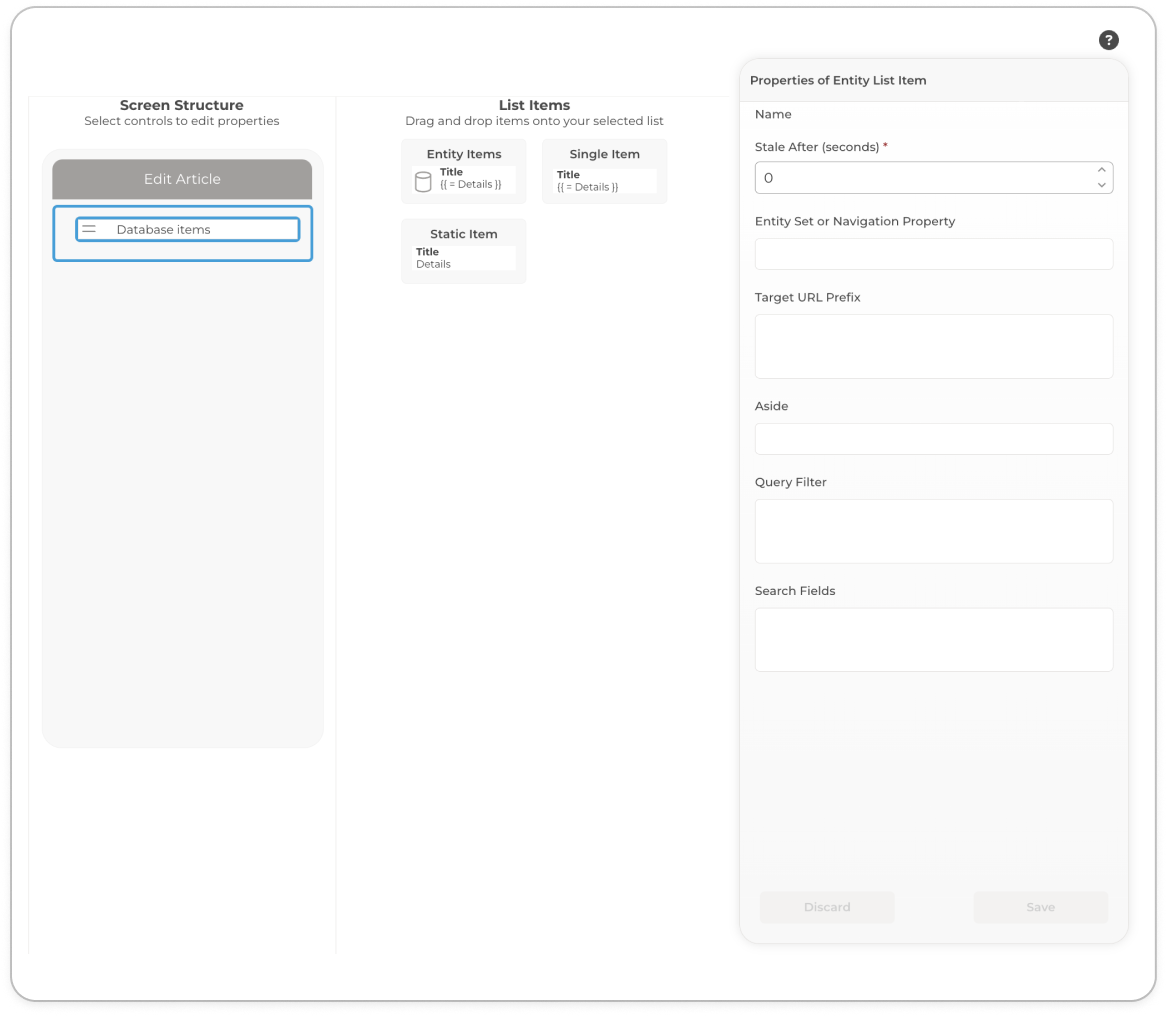 ?
Screen Structure
Select controls to edit properties
Edit Article
Database items
List Items
Drag and drop items onto your selected list
Entity Items
Title
{{ = Details }}
Single Item
Title
{{ = Details }}
Static Item
Title
Details
Properties of Entity List Item
Name
Stale After (seconds) *
0
Entity Set or Navigation Property
Target URL Prefix
Aside
Query Filter
Search Fields
Discard
Save